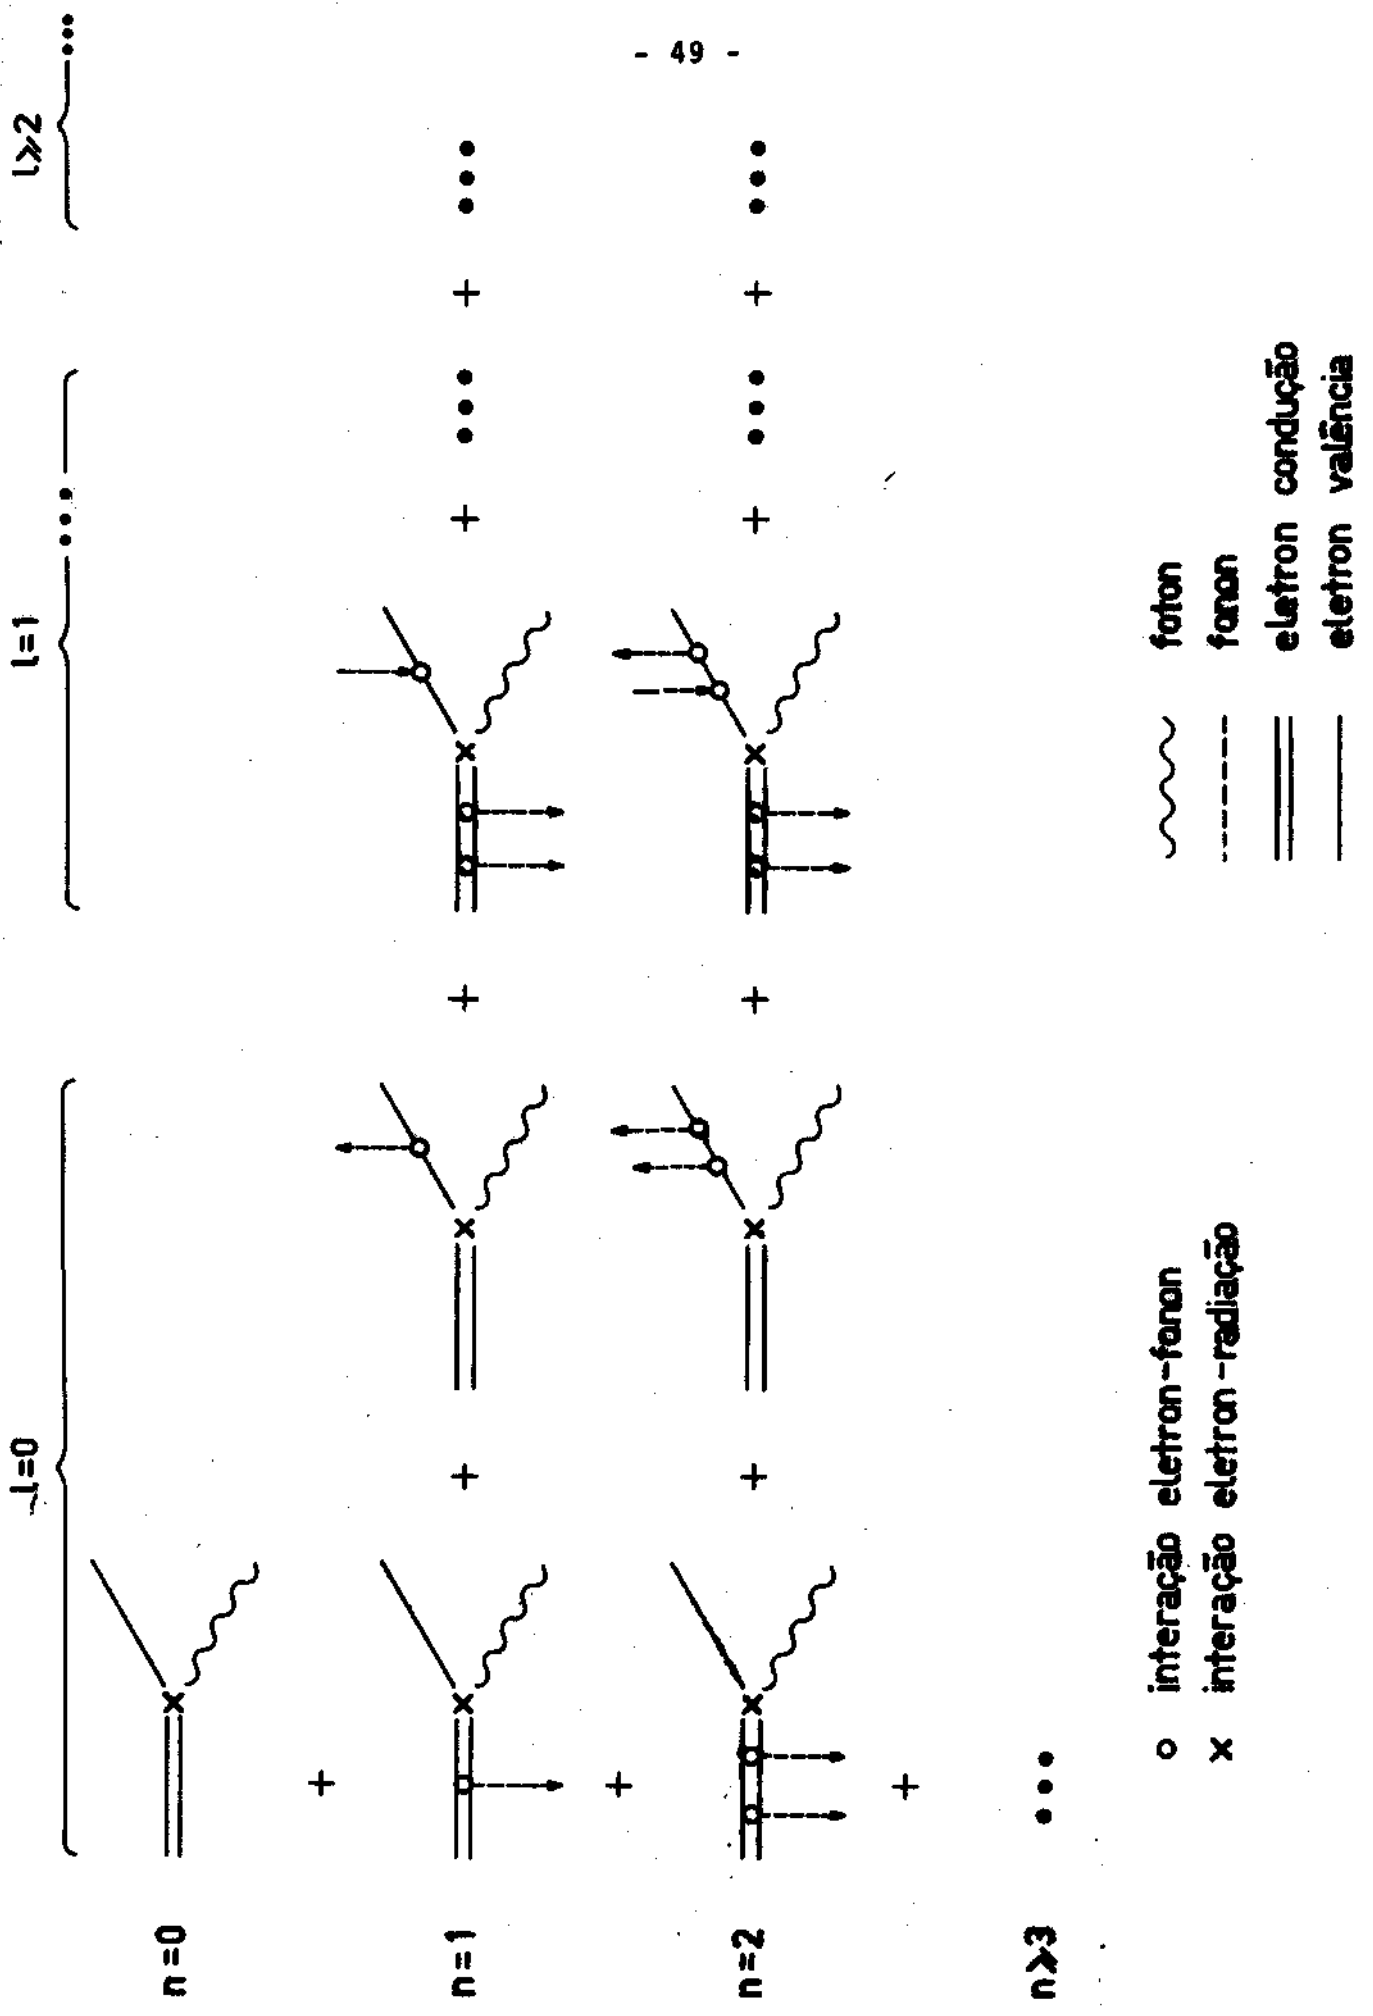 - 49 -
l=0
l=1
l⩾2
n=0
n=1
n=2
n⩾3
o interação eletron-fonon
x interação eletron-radiação
foton
fonon
eletron condução
eletron valência